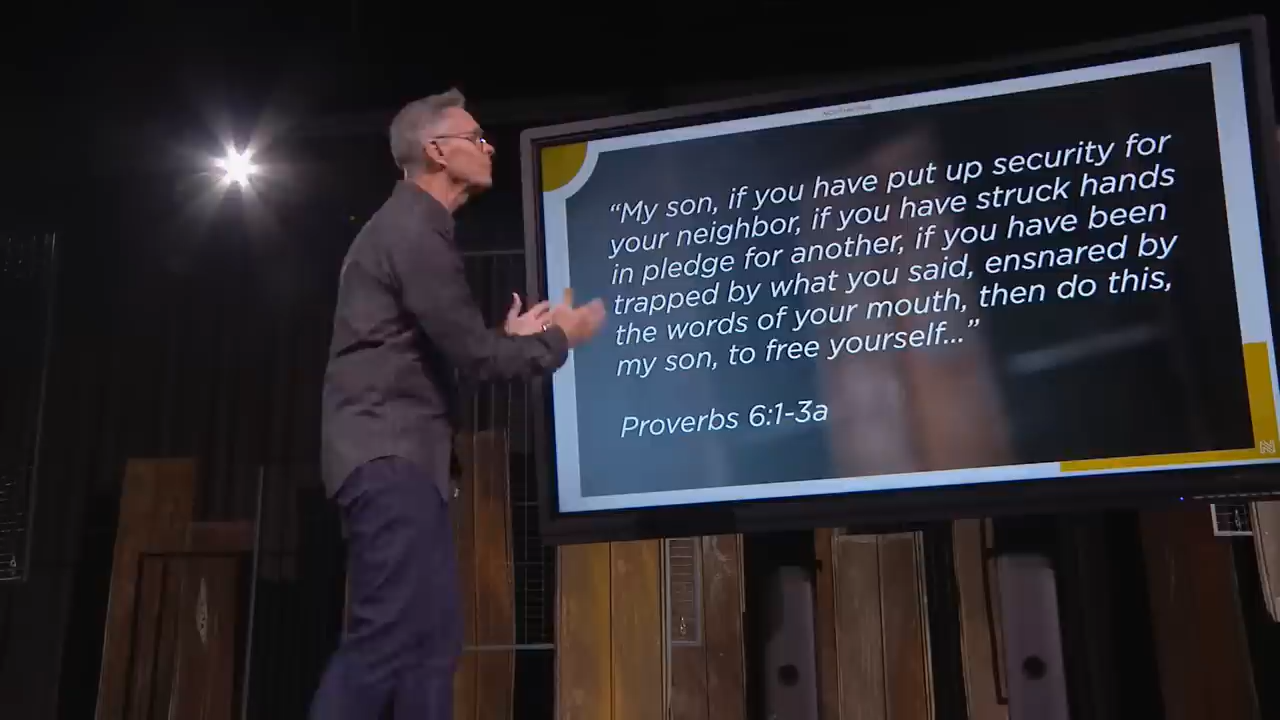 “My son, if you have put up security for
your neighbor, if you have struck hands
in pledge for another, if you have been
trapped by what you said, ensnared by
the words of your mouth, then do this,
my son, to free yourself...”
Proverbs 6:1-3a
N